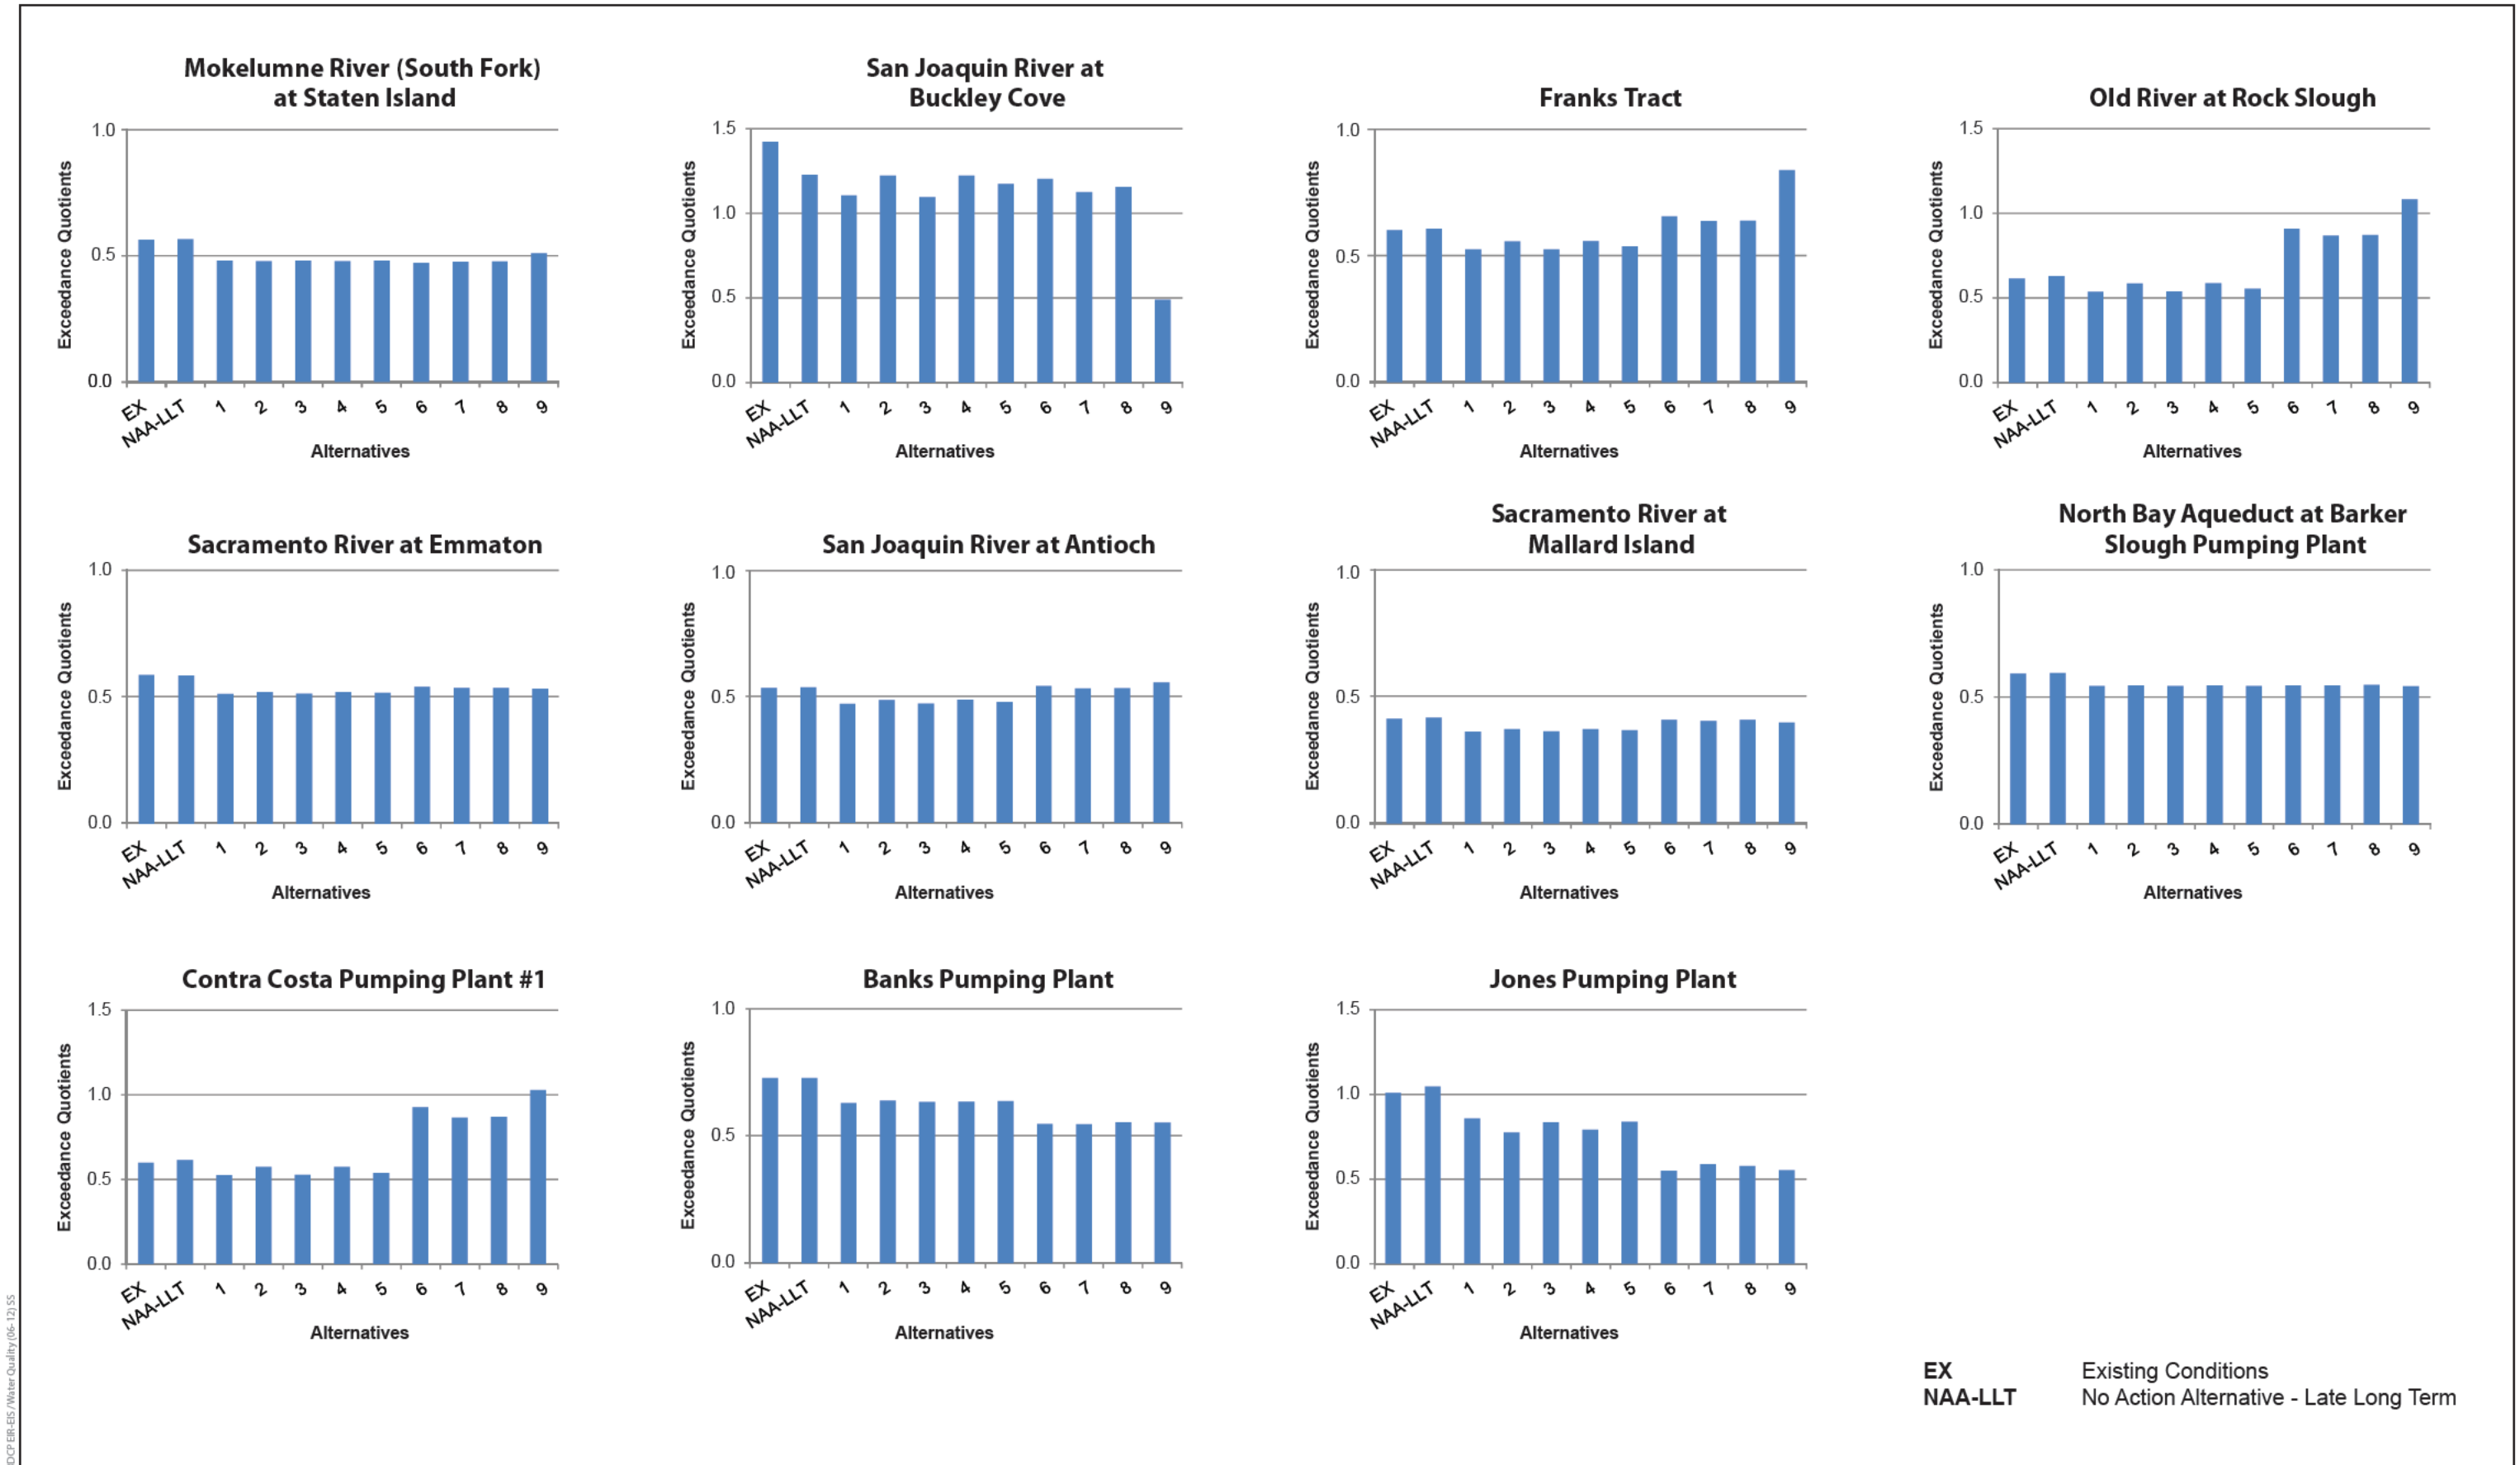 Mokelumne River (South Fork)
at Staten Island
Exceedance Quotients
1.0
0.5
0.0
EX
NAA-LLT
1
2
3
4
5
6
7
8
9
Alternatives
San Joaquin River at
Buckley Cove
Exceedance Quotients
1.5
1.0
0.5
0.0
EX
NAA-LLT
1
2
3
4
5
6
7
8
9
Alternatives
Franks Tract
Exceedance Quotients
1.0
0.5
0.0
EX
NAA-LLT
1
2
3
4
5
6
7
8
9
Alternatives
Old River at Rock Slough
Exceedance Quotients
1.5
1.0
0.5
0.0
EX
NAA-LLT
1
2
3
4
5
6
7
8
9
Alternatives
Sacramento River at Emmaton
Exceedance Quotients
1.0
0.5
0.0
EX
NAA-LLT
1
2
3
4
5
6
7
8
9
Alternatives
San Joaquin River at Antioch
Exceedance Quotients
1.0
0.5
0.0
EX
NAA-LLT
1
2
3
4
5
6
7
8
9
Alternatives
Sacramento River at
Mallard Island
Exceedance Quotients
1.0
0.5
0.0
EX
NAA-LLT
1
2
3
4
5
6
7
8
9
Alternatives
North Bay Aqueduct at Barker
Slough Pumping Plant
Exceedance Quotients
1.0
0.5
0.0
EX
NAA-LLT
1
2
3
4
5
6
7
8
9
Alternatives
Contra Costa Pumping Plant #1
Exceedance Quotients
1.5
1.0
0.5
0.0
EX
NAA-LLT
1
2
3
4
5
6
7
8
9
Alternatives
Banks Pumping Plant
Exceedance Quotients
1.0
0.5
0.0
EX
NAA-LLT
1
2
3
4
5
6
7
8
9
Alternatives
Jones Pumping Plant
Exceedance Quotients
1.5
1.0
0.5
0.0
EX
NAA-LLT
1
2
3
4
5
6
7
8
9
Alternatives
EX Existing Conditions
NAA-LLT No Action Alternative - Late Long Term
EIR-EIS / Water Quality (06-12) SS